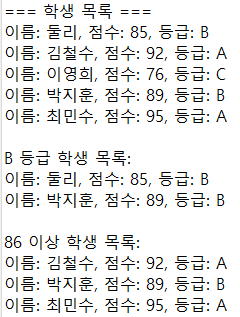 === 학생 목록 ===
이름: 둘리, 점수: 85, 등급: B
이름: 김철수, 점수: 92, 등급: A
이름: 이영희, 점수: 76, 등급: C
이름: 박지훈, 점수: 89, 등급: B
이름: 최민수, 점수: 95, 등급: A

B 등급 학생 목록:
이름: 둘리, 점수: 85, 등급: B
이름: 박지훈, 점수: 89, 등급: B

86 이상 학생 목록:
이름: 김철수, 점수: 92, 등급: A
이름: 박지훈, 점수: 89, 등급: B
이름: 최민수, 점수: 95, 등급: A